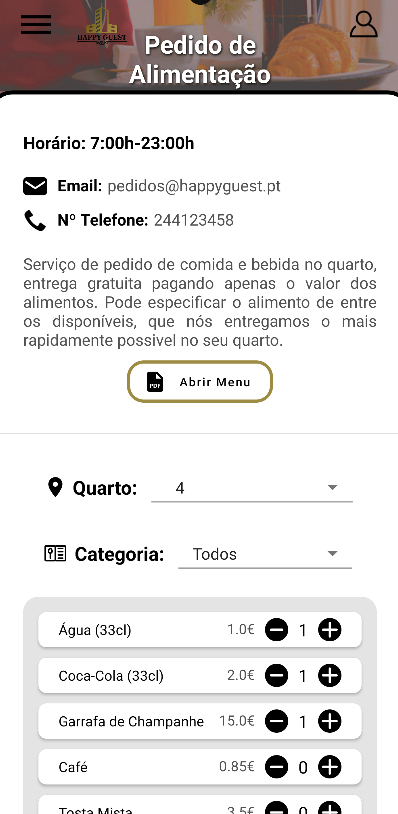 HAPPY GUEST
Pedido de
Alimentação
Horário: 7:00h-23:00h
Email: pedidos@happyguest.pt
Nº Telefone: 244123458
Serviço de pedido de comida e bebida no quarto,
entrega gratuita pagando apenas o valor dos
alimentos. Pode especificar o alimento de entre
os disponíveis, que nós entregamos o mais
rapidamente possivel no seu quarto.
PDF Abrir Menu
Quarto: 4
Categoria: Todos
Água (33cl) 1.0€ 1
Coca-Cola (33cl) 2.0€ 1
Garrafa de Champanhe 15.0€ 1
Café 0.85€ 0
Tosta Mista 3.5€ 0